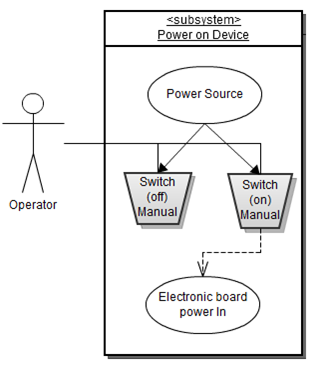 <subsystem>
Power on Device
Power Source
Operator
Switch
(off)
Manual
Switch
(on)
Manual
Electronic board
power In